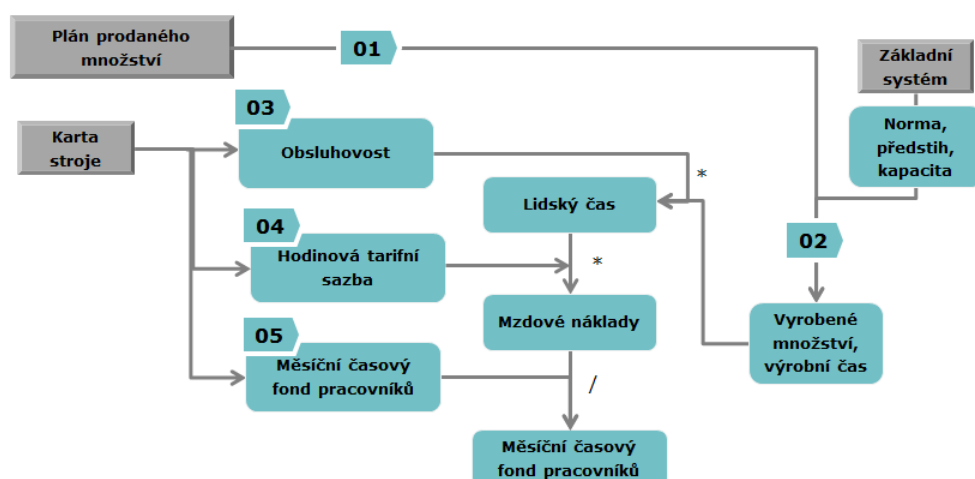 Plán prodaného
množství
01
Základní
systém
03
Karta
stroje
Obsluhovost
Norma,
předstih,
kapacita
*
Lidský čas
04
02
Hodinová tarifní
sazba
*
Mzdové náklady
Vyrobené
množství,
výrobní čas
05
Měsíční časový
fond pracovníků
/
Měsíční časový
fond pracovníků